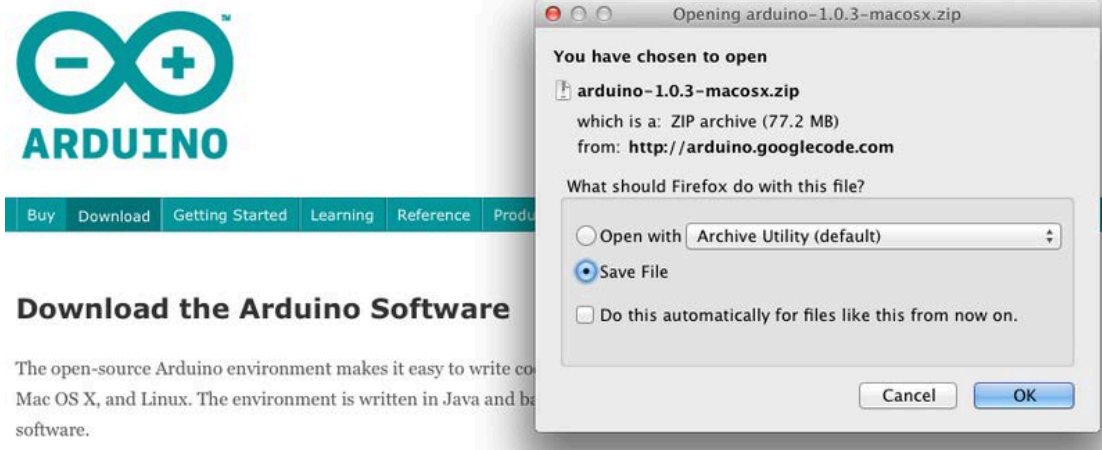 ARDUINO
TM
Buy Download Getting Started Learning Reference Produ
Download the Arduino Software
The open-source Arduino environment makes it easy to write co
Mac OS X, and Linux. The environment is written in Java and ba
software.
Opening arduino-1.0.3-macosx.zip
You have chosen to open
arduino-1.0.3-macosx.zip
which is a: ZIP archive (77.2 MB)
from: http://arduino.googlecode.com
What should Firefox do with this file?
Open with Archive Utility (default)
Save File
Do this automatically for files like this from now on.
Cancel OK